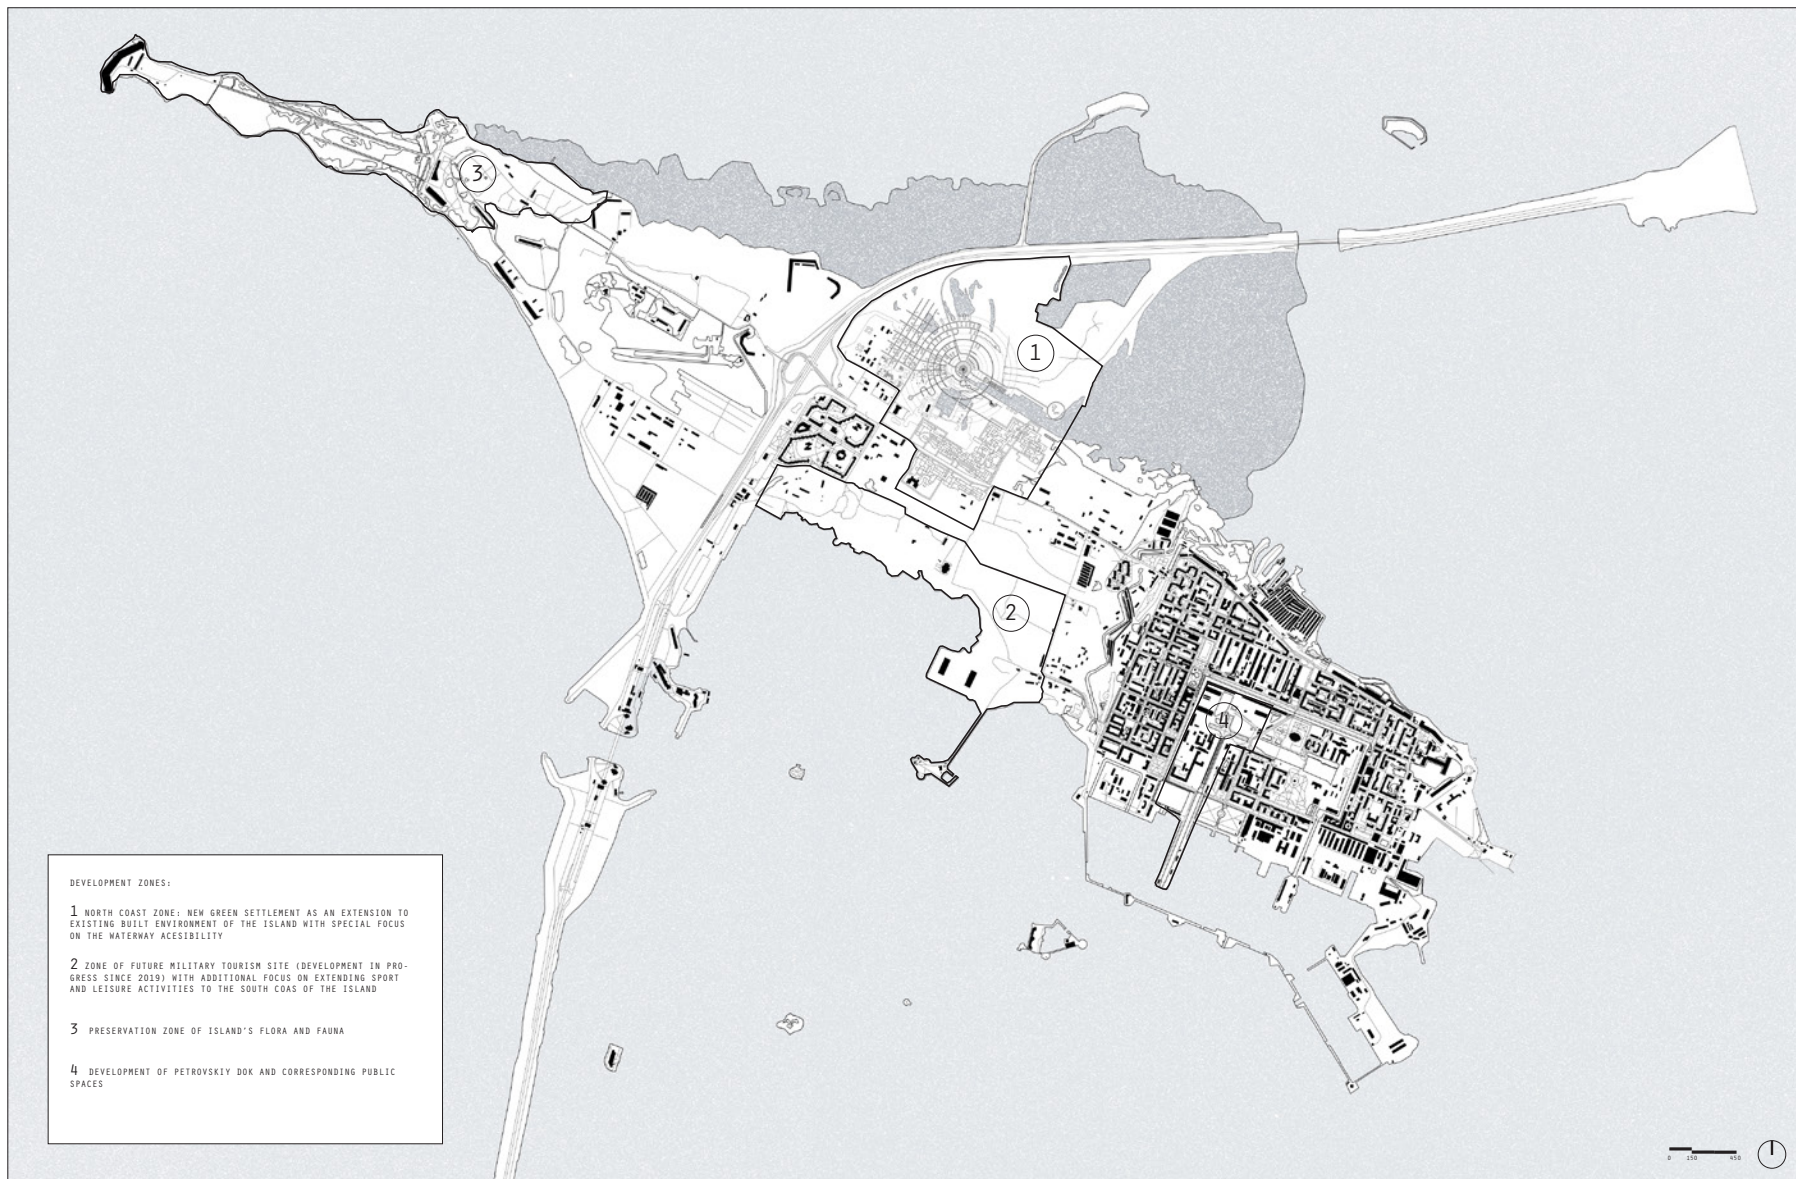 3
1
2
4
DEVELOPMENT ZONES:
1 NORTH COAST ZONE: NEW GREEN SETTLEMENT AS AN EXTENSION TO
EXISTING BUILT ENVIRONMENT OF THE ISLAND WITH SPECIAL FOCUS
ON THE WATERWAY ACESIBILITY
2 ZONE OF FUTURE MILITARY TOURISM SITE (DEVELOPMENT IN PRO-
GRESS SINCE 2019) WITH ADDITIONAL FOCUS ON EXTENDING SPORT
AND LEISURE ACTIVITIES TO THE SOUTH COAS OF THE ISLAND
3 PRESERVATION ZONE OF ISLAND'S FLORA AND FAUNA
4 DEVELOPMENT OF PETROVSKIY DOK AND CORRESPONDING PUBLIC
SPACES
0 150 450